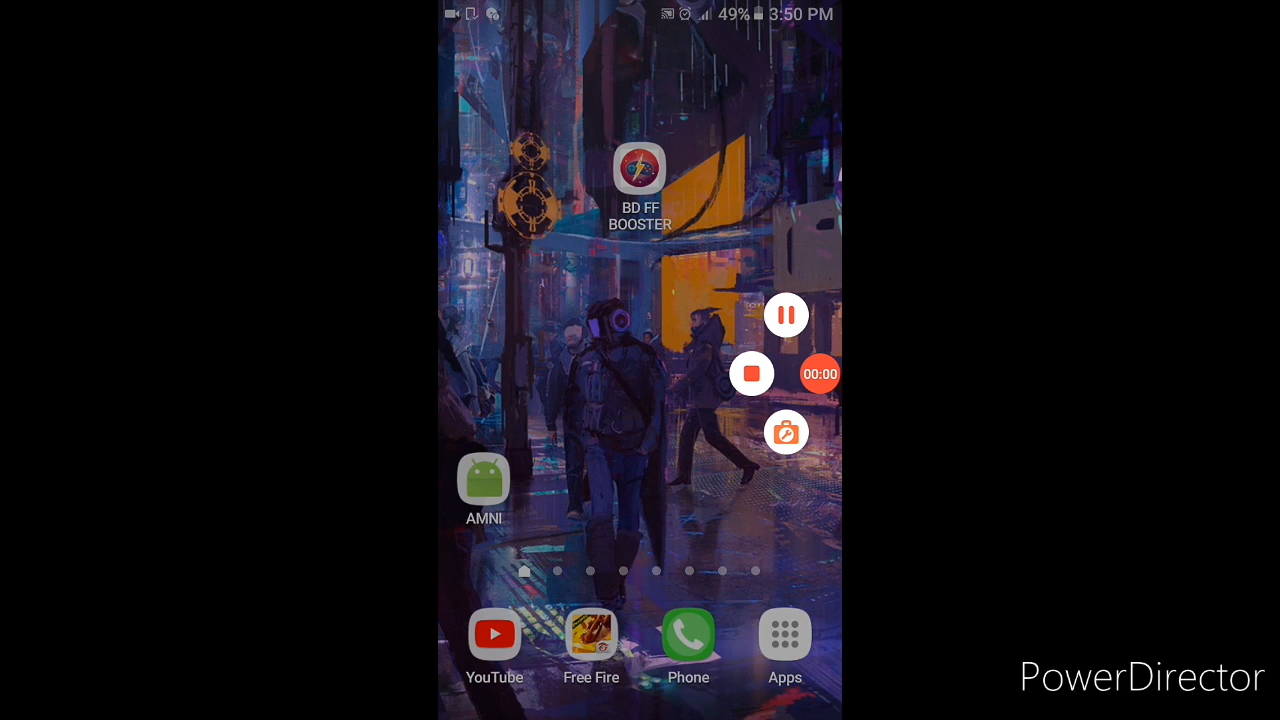 49% 3:50 PM
BD FF
BOOSTER
00:00
AMNI
YouTube
Free Fire
Phone
Apps
PowerDirector